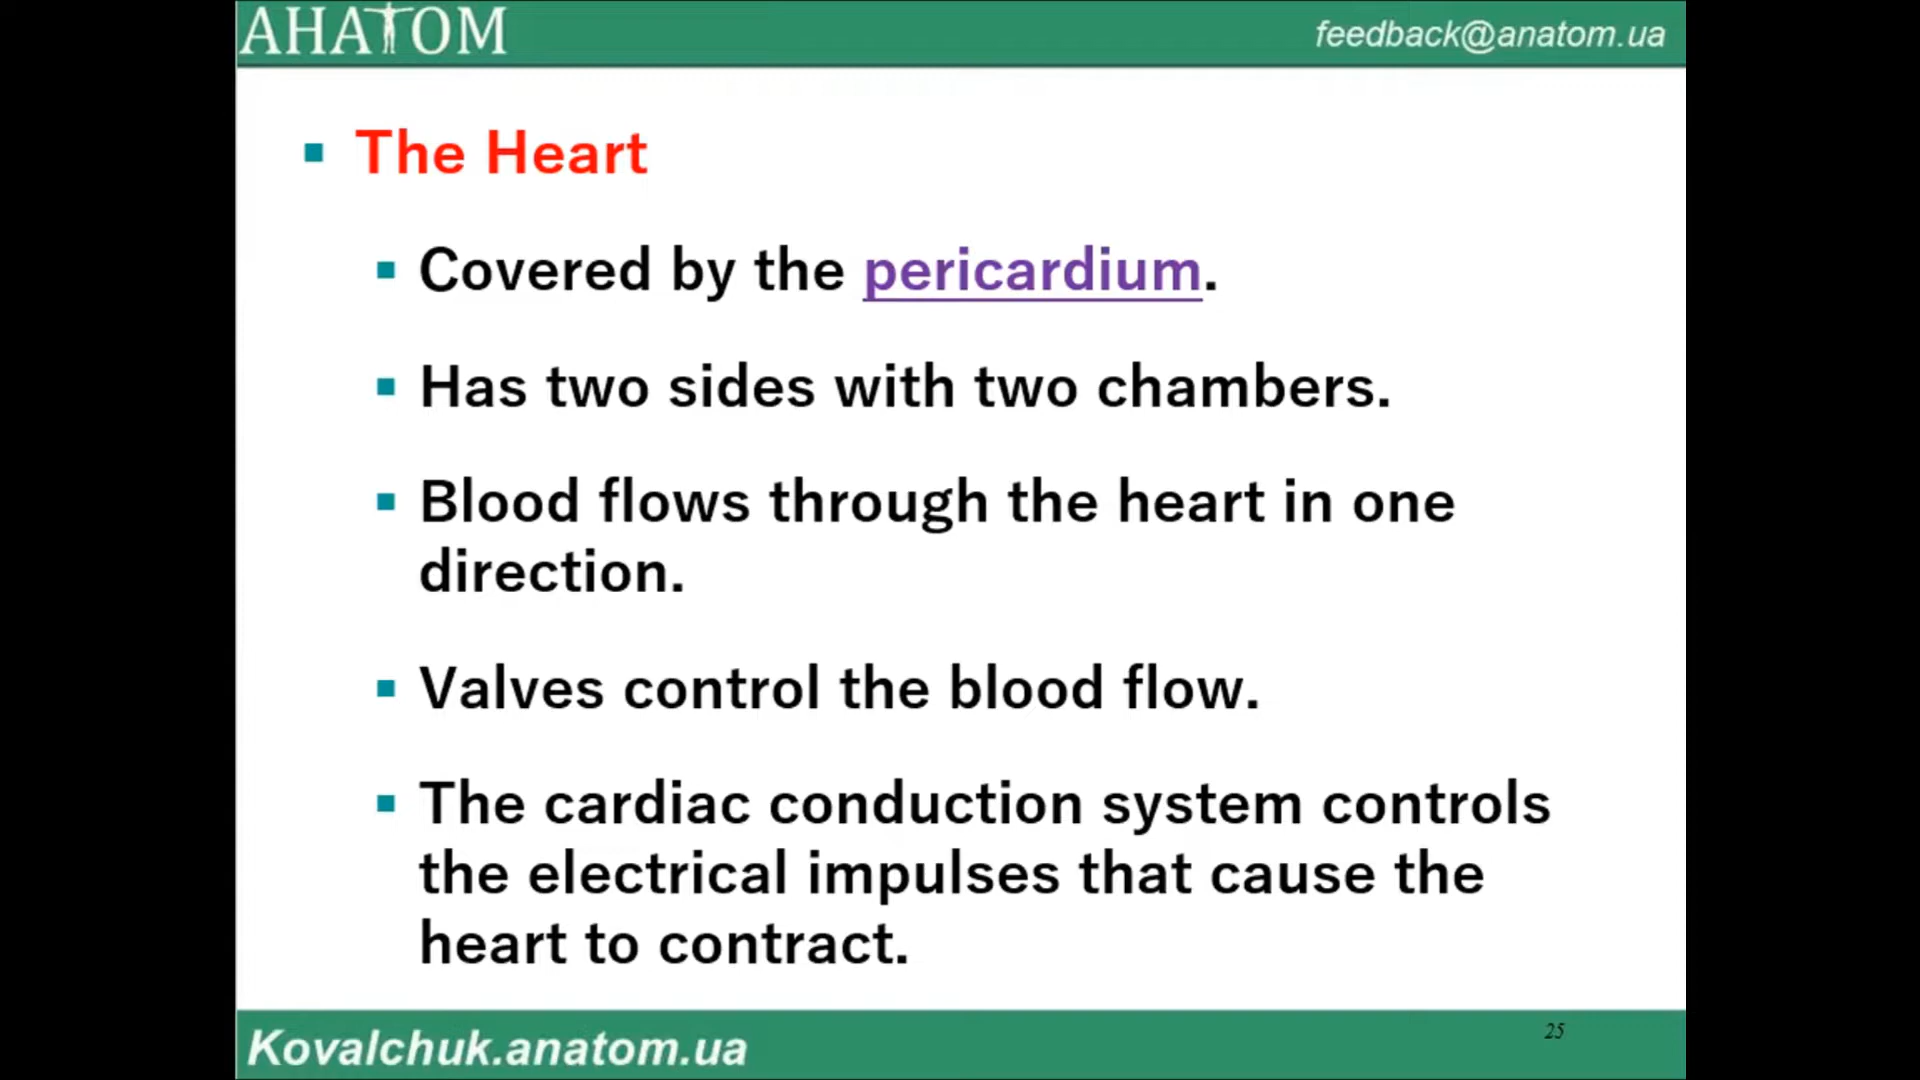 АНАТОМ
feedback@anatom.ua
▪ The Heart
▪ Covered by the pericardium.
▪ Has two sides with two chambers.
▪ Blood flows through the heart in one
direction.
▪ Valves control the blood flow.
▪ The cardiac conduction system controls
the electrical impulses that cause the
heart to contract.
Kovalchuk.anatom.ua
25